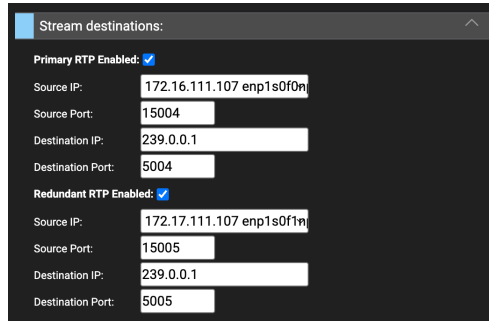 Stream destinations:
Primary RTP Enabled:
Source IP: 172.16.111.107 enp1s0f0
Source Port: 15004
Destination IP: 239.0.0.1
Destination Port: 5004
Redundant RTP Enabled:
Source IP: 172.17.111.107 enp1s0f1
Source Port: 15005
Destination IP: 239.0.0.1
Destination Port: 5005